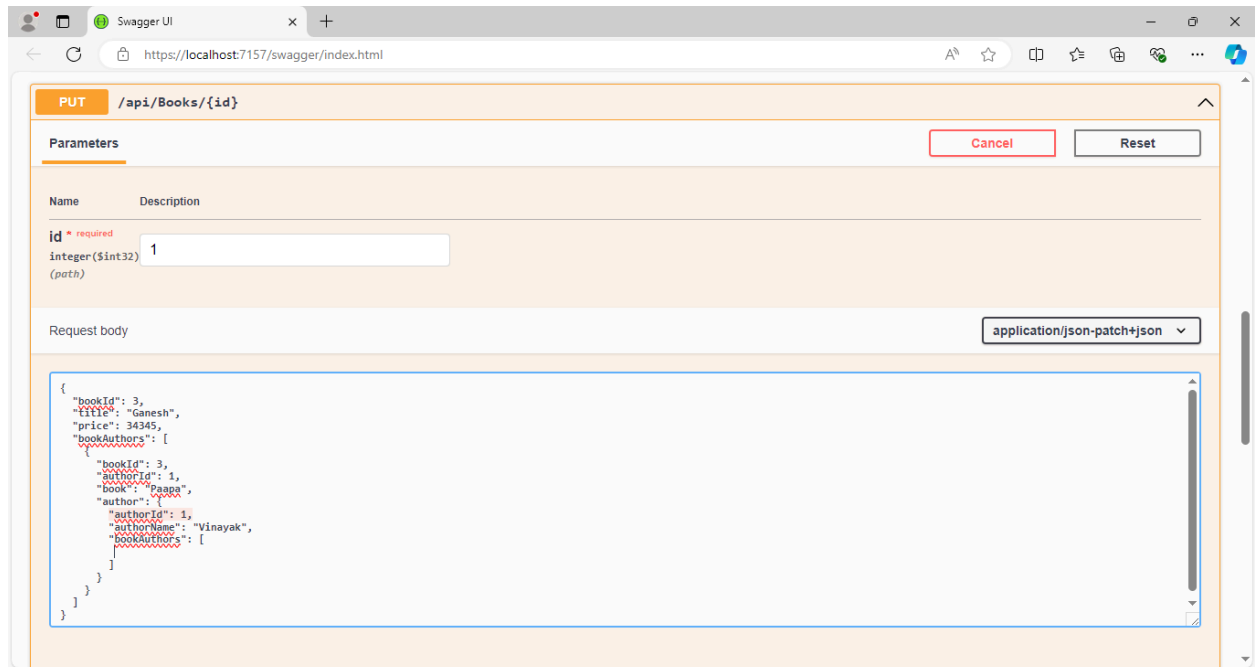 Swagger UI
https://localhost:7157/swagger/index.html
PUT /api/Books/{id}
Parameters
Cancel
Reset
Name Description
id * required
integer($int32)
(path)
1
Request body
application/json-patch+json
{
"bookId": 3,
"title": "Ganesh",
"price": 34345,
"bookAuthors": [
{
"bookId": 3,
"authorId": 1,
"book": "Paapa",
"author": {
"authorId": 1,
"authorName": "Vinayak",
"bookAuthors": [
]
}
}
]
}